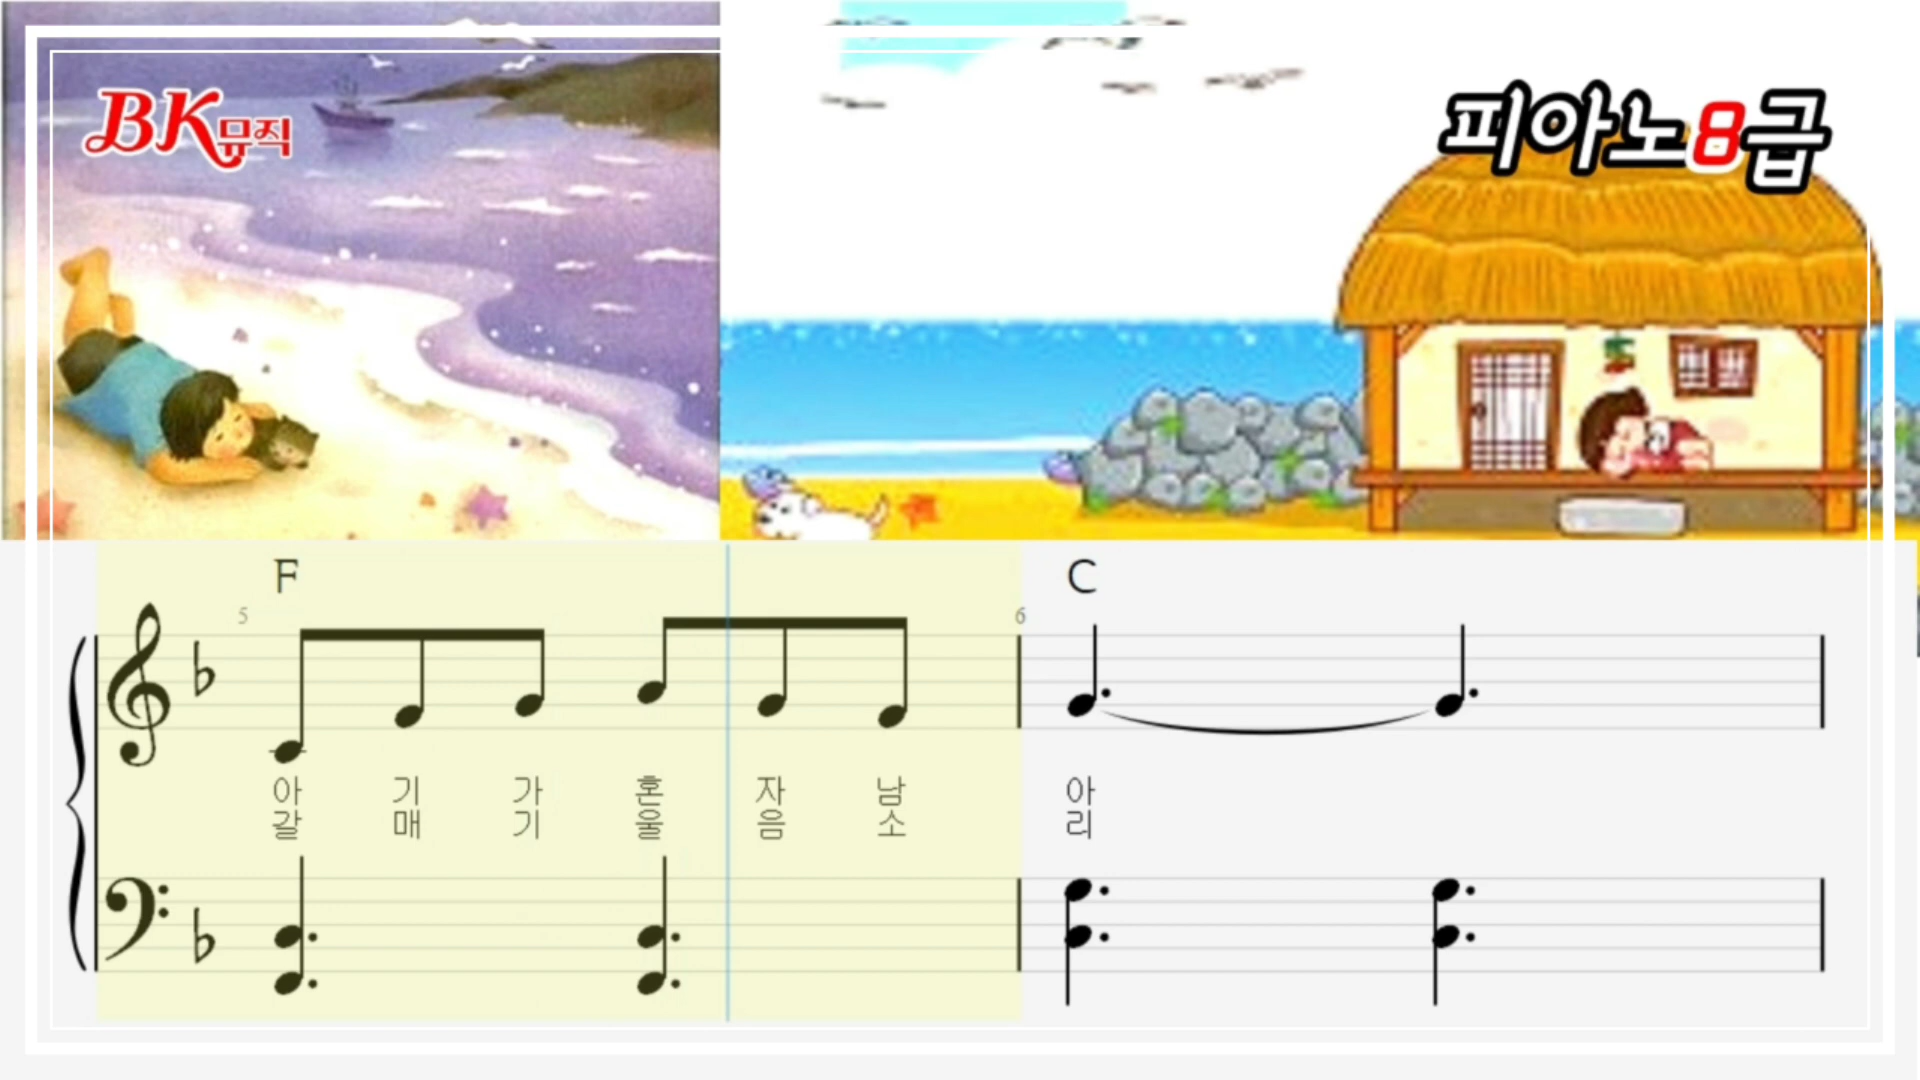 BK뮤직
피아노8급
F C
5 6
아 기 가 혼 자 남 아
갈 매 기 울 음 소 리